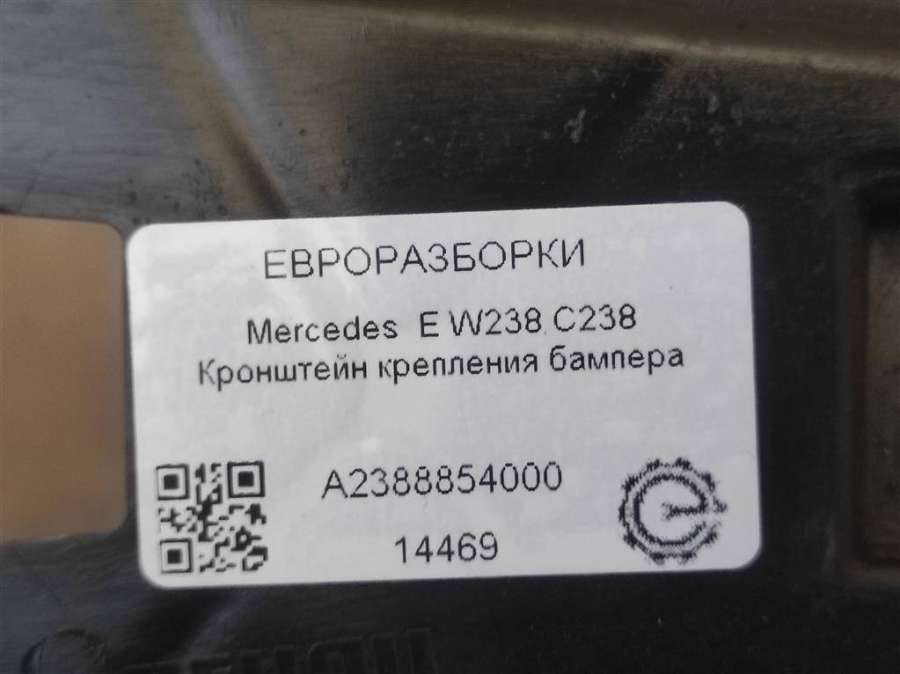 ЕВРОРАЗБОРКИ
Mercedes E W238 C238
Кронштейн крепления бампера
A2388854000
14469